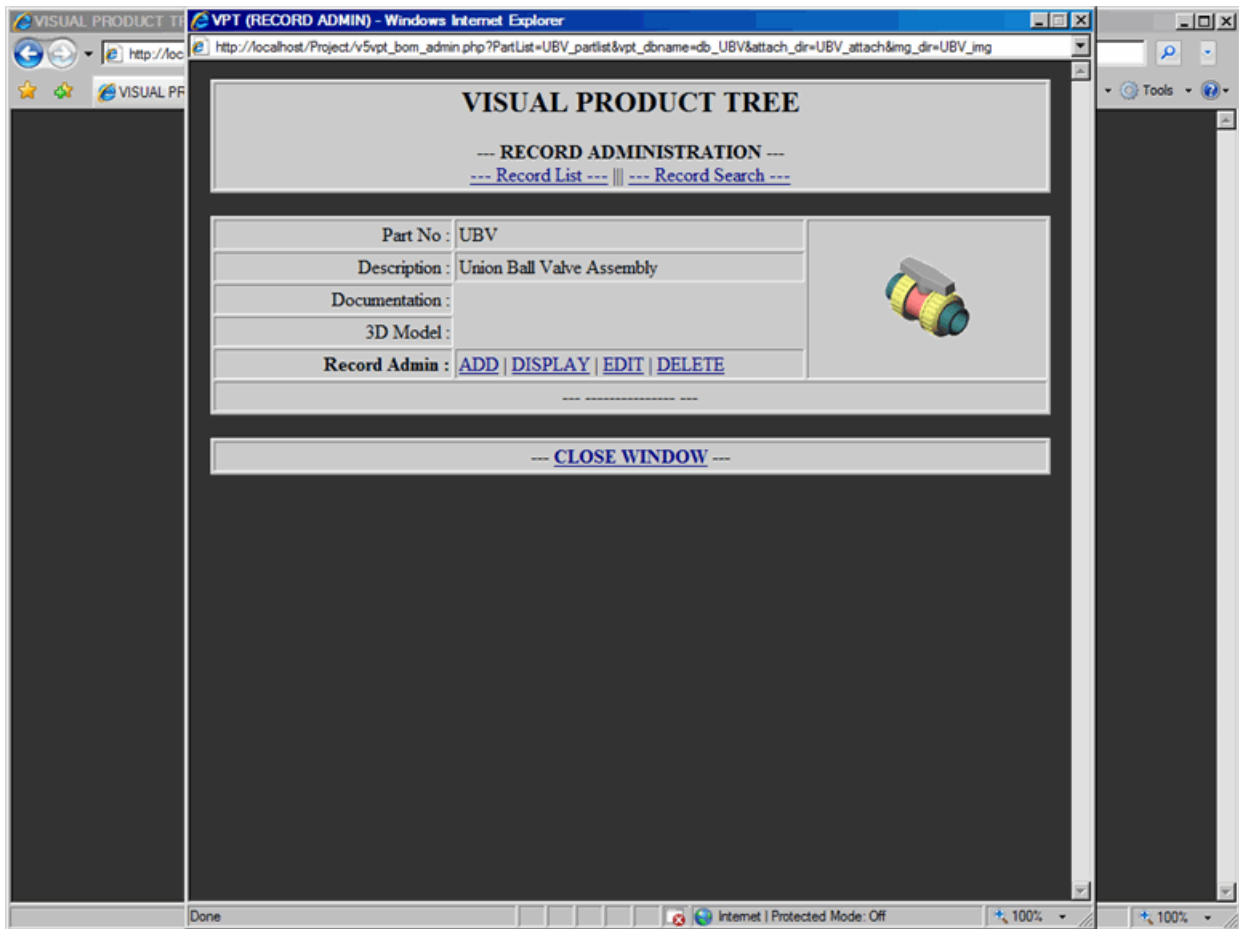 VISUAL PRODUCT TR
VPT (RECORD ADMIN) - Windows Internet Explorer
http://loc
http://localhost/Project/v5vpt_bom_admin.php?PartList=UBV_partlist&vpt_dbname=db_UBV&attach_dir=UBV_attach&img_dir=UBV_img
VISUAL PR
Tools
VISUAL PRODUCT TREE
--- RECORD ADMINISTRATION ---
--- Record List --- ||| --- Record Search ---
Part No : UBV
Description : Union Ball Valve Assembly
Documentation :
3D Model :
Record Admin : ADD | DISPLAY | EDIT | DELETE
--- --------------- ---
--- CLOSE WINDOW ---
Done
Internet | Protected Mode: Off
100%
100%